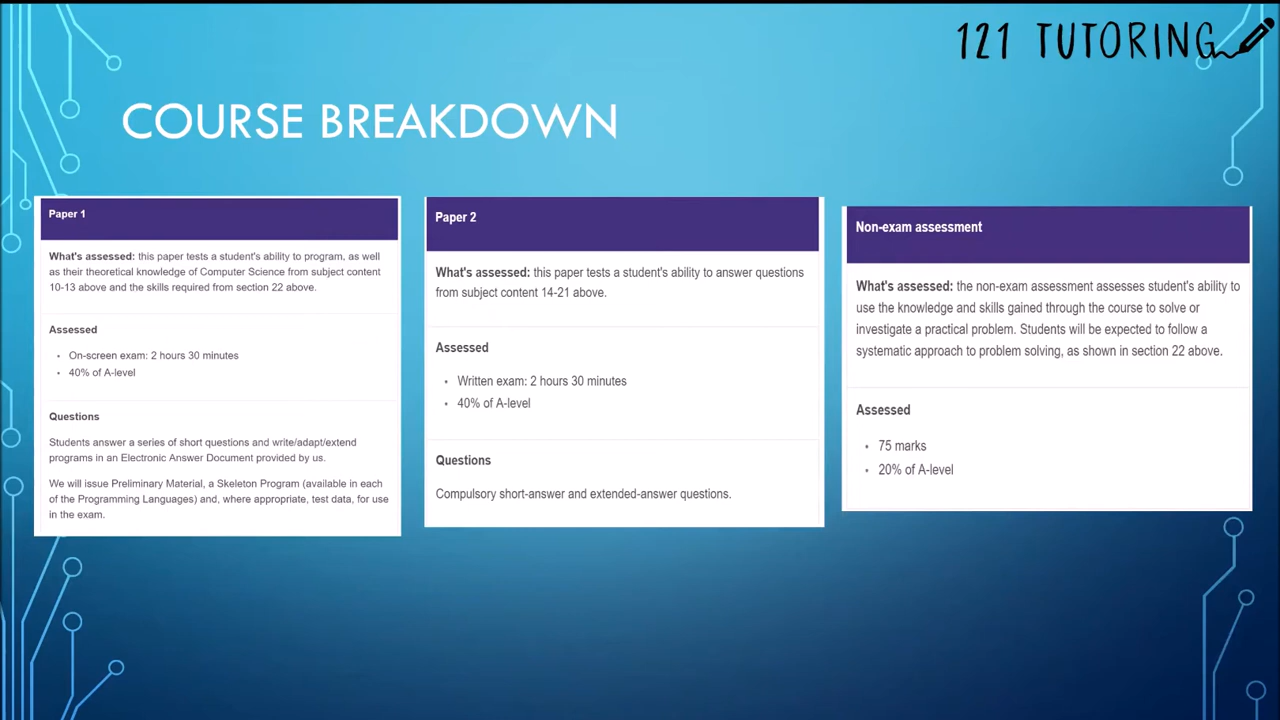 121 TUTORING
COURSE BREAKDOWN
Paper 1
What's assessed: this paper tests a student's ability to program, as well
as their theoretical knowledge of Computer Science from subject content
10-13 above and the skills required from section 22 above.
Assessed
• On-screen exam: 2 hours 30 minutes
• 40% of A-level
Questions
Students answer a series of short questions and write/adapt/extend
programs in an Electronic Answer Document provided by us.
We will issue Preliminary Material, a Skeleton Program (available in each
of the Programming Languages) and, where appropriate, test data, for use
in the exam.
Paper 2
What's assessed: this paper tests a student's ability to answer questions
from subject content 14-21 above.
Assessed
• Written exam: 2 hours 30 minutes
• 40% of A-level
Questions
Compulsory short-answer and extended-answer questions.
Non-exam assessment
What's assessed: the non-exam assessment assesses student's ability to
use the knowledge and skills gained through the course to solve or
investigate a practical problem. Students will be expected to follow a
systematic approach to problem solving, as shown in section 22 above.
Assessed
• 75 marks
• 20% of A-level